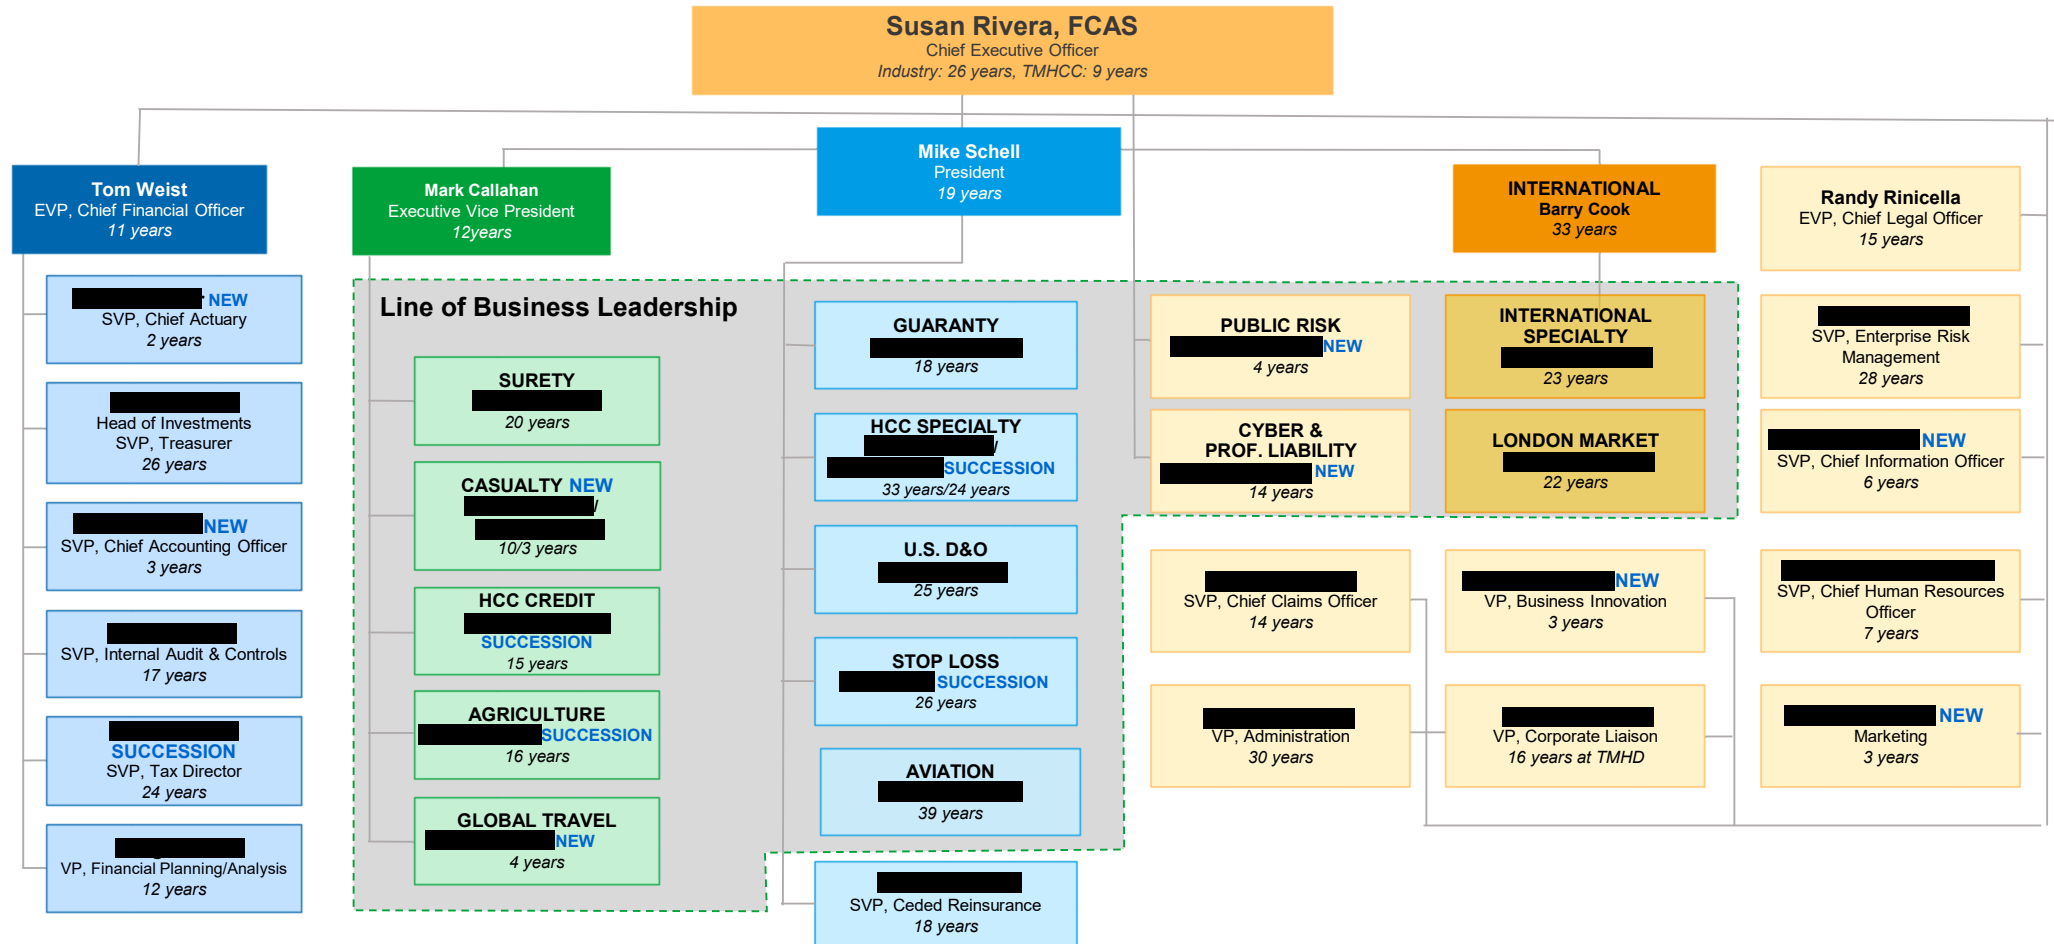 Susan Rivera, FCAS
Chief Executive Officer
Industry: 26 years, TMHCC: 9 years
Mike Schell
President
19 years
Tom Weist
EVP, Chief Financial Officer
11 years
Mark Callahan
Executive Vice President
12years
INTERNATIONAL
Barry Cook
33 years
Randy Rinicella
EVP, Chief Legal Officer
15 years
NEW
SVP, Chief Actuary
2 years
Head of Investments
SVP, Treasurer
26 years
NEW
SVP, Chief Accounting Officer
3 years
SVP, Internal Audit & Controls
17 years
SUCCESSION
SVP, Tax Director
24 years
VP, Financial Planning/Analysis
12 years
Line of Business Leadership
SURETY
20 years
CASUALTY NEW
/
10/3 years
HCC CREDIT
SUCCESSION
15 years
AGRICULTURE
SUCCESSION
16 years
GLOBAL TRAVEL
NEW
4 years
GUARANTY
18 years
HCC SPECIALTY
/
SUCCESSION
33 years/24 years
U.S. D&O
25 years
STOP LOSS
SUCCESSION
26 years
AVIATION
39 years
SVP, Ceded Reinsurance
18 years
PUBLIC RISK
NEW
4 years
CYBER &
PROF. LIABILITY
NEW
14 years
INTERNATIONAL
SPECIALTY
23 years
LONDON MARKET
22 years
SVP, Chief Claims Officer
14 years
NEW
VP, Business Innovation
3 years
VP, Administration
30 years
VP, Corporate Liaison
16 years at TMHD
SVP, Enterprise Risk
Management
28 years
NEW
SVP, Chief Information Officer
6 years
SVP, Chief Human Resources
Officer
7 years
NEW
Marketing
3 years